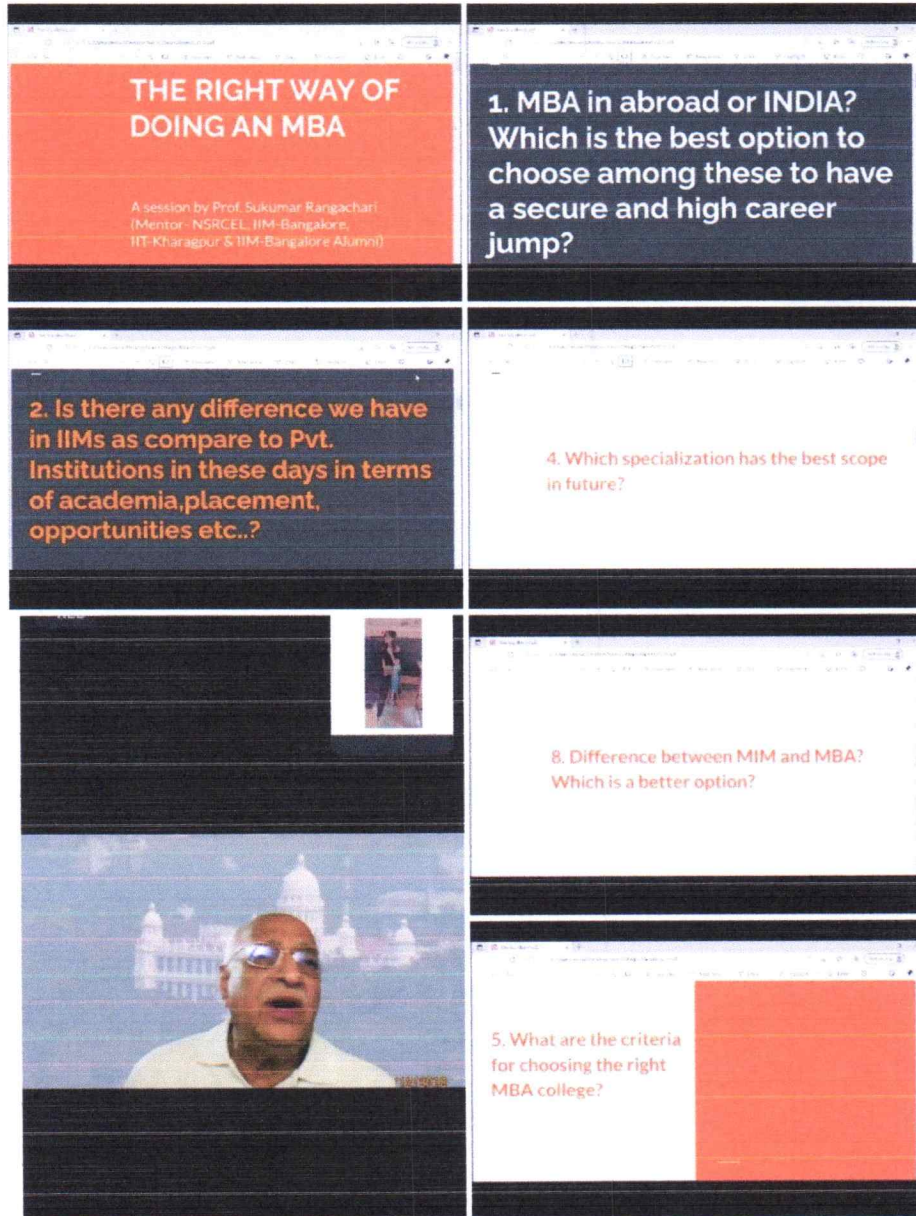 THE RIGHT WAY OF
DOING AN MBA
A session by Prof. Sukumar Rangachari
(Mentor- NSRCEL, IIM-Bangalore,
IIT-Kharagpur & IIM-Bangalore Alumni)
1. MBA in abroad or INDIA?
Which is the best option to
choose among these to have
a secure and high career
jump?
2. Is there any difference we have
in IIMs as compare to Pvt.
Institutions in these days in terms
of academia,placement,
opportunities etc..?
4. Which specialization has the best scope
in future?
8. Difference between MIM and MBA?
Which is a better option?
5. What are the criteria
for choosing the right
MBA college?